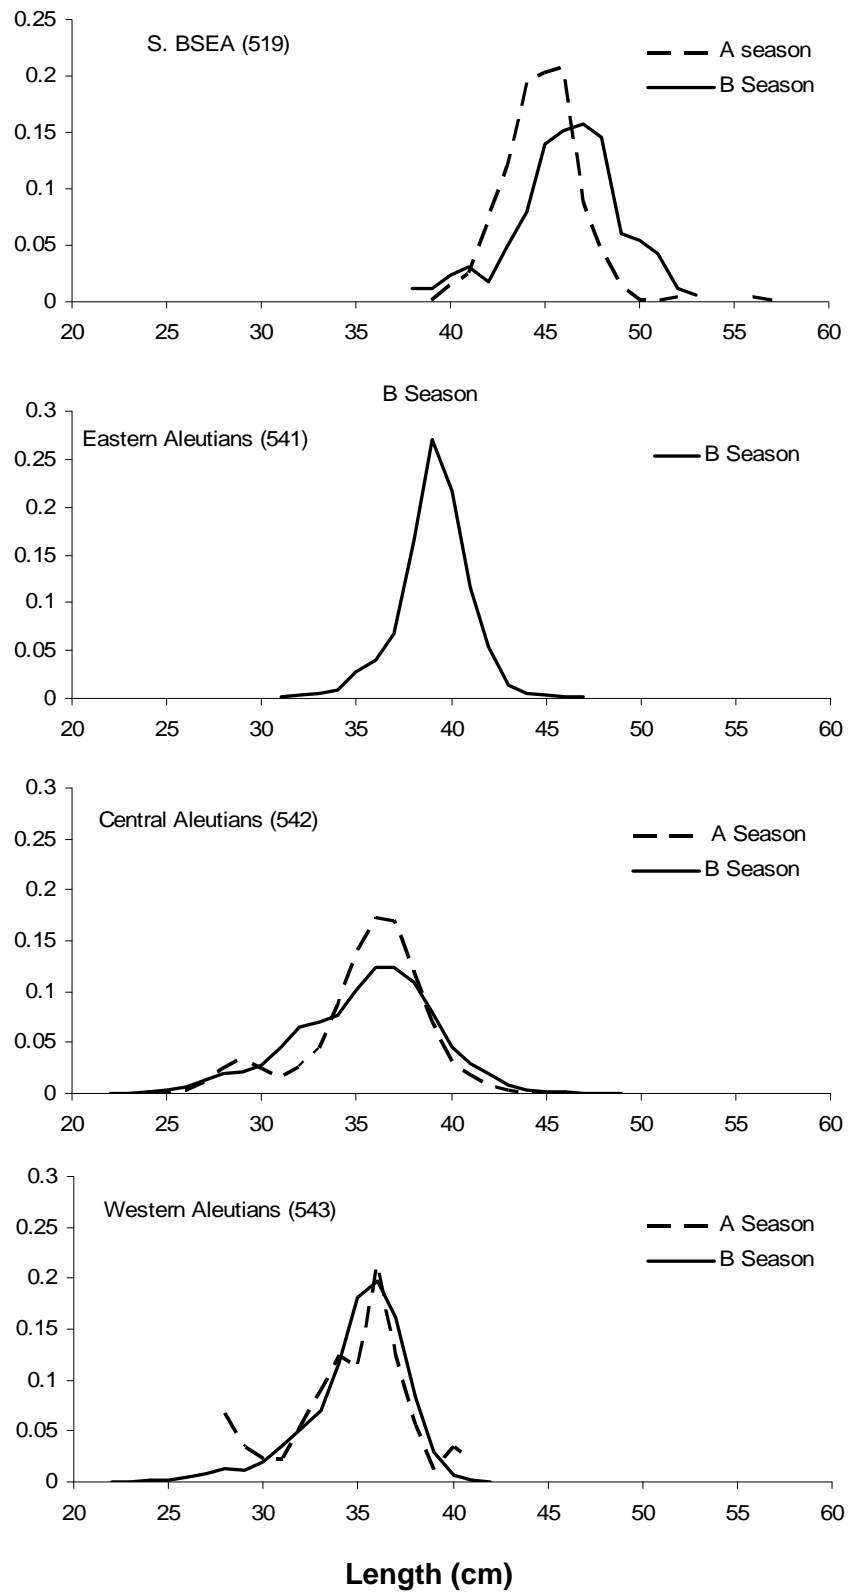 0.25
S. BSEA (519)
A season
0.2
B Season
0.15
0.1
0.05
0
20 25 30 35 40 45 50 55 60
B Season
0.3
Eastern Aleutians (541)
B Season
0.25
0.2
0.15
0.1
0.05
0
20 25 30 35 40 45 50 55 60
0.3
Central Aleutians (542)
A Season
0.25
B Season
0.2
0.15
0.1
0.05
0
20 25 30 35 40 45 50 55 60
0.3
Western Aleutians (543)
A Season
0.25
B Season
0.2
0.15
0.1
0.05
0
20 25 30 35 40 45 50 55 60
Length (cm)